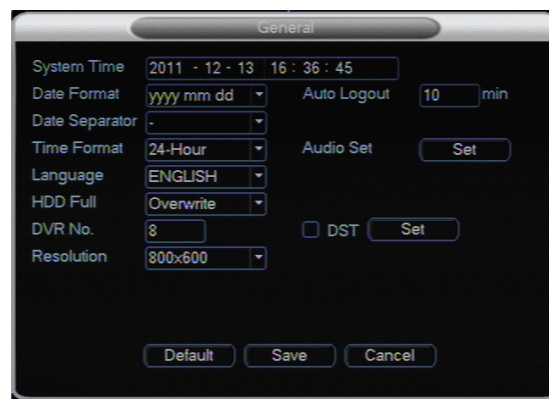 General
System Time 2011 - 12 - 13 16 : 36 : 45
Date Format yyyy mm dd Auto Logout 10 min
Date Separator -
Time Format 24-Hour Audio Set Set
Language ENGLISH
HDD Full Overwrite
DVR No. 8 DST Set
Resolution 800x600
Default Save Cancel